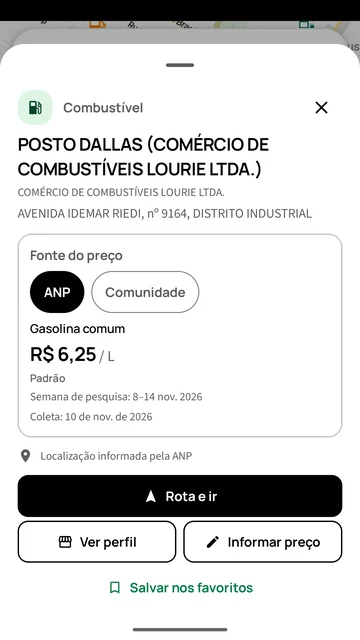 Combustível
POSTO DALLAS (COMÉRCIO DE
COMBUSTÍVEIS LOURIE LTDA.)
COMÉRCIO DE COMBUSTÍVEIS LOURIE LTDA.
AVENIDA IDEMAR RIEDI, nº 9164, DISTRITO INDUSTRIAL
Fonte do preço
ANP
Comunidade
Gasolina comum
R$ 6,25 / L
Padrão
Semana de pesquisa: 8–14 nov. 2026
Coleta: 10 de nov. de 2026
Localização informada pela ANP
Rota e ir
Ver perfil
Informar preço
Salvar nos favoritos